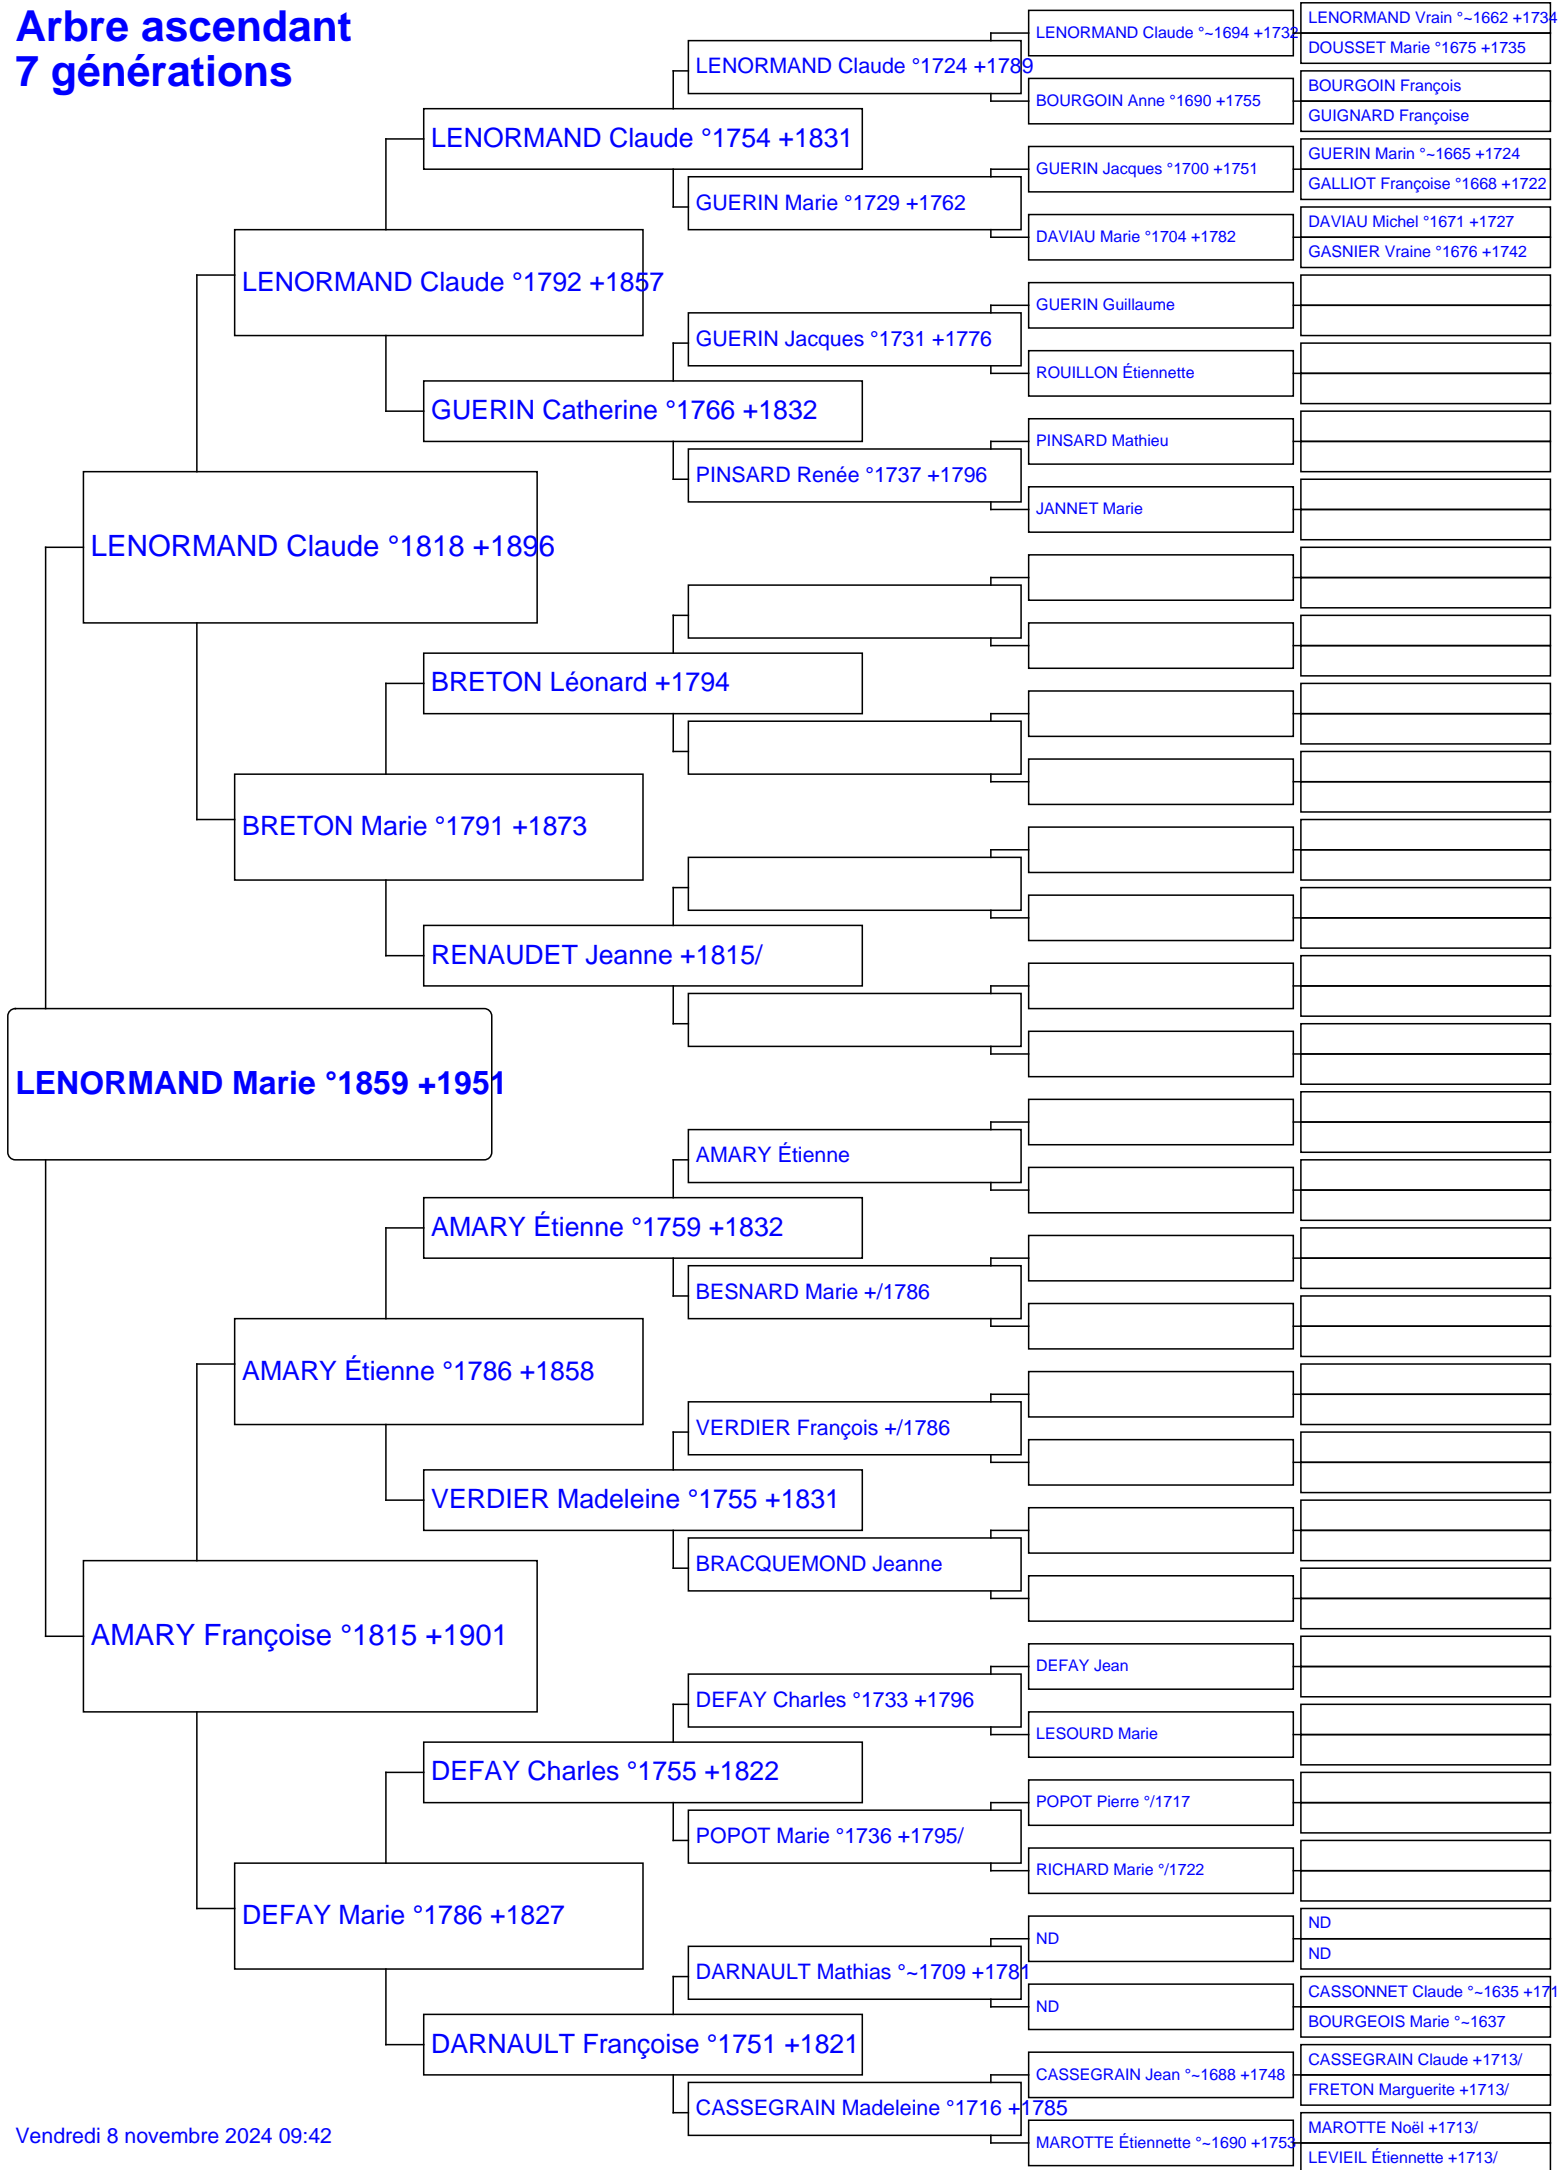 Arbre ascendant
7 générations
LENORMAND Marie °1859 +1951
LENORMAND Claude °1818 +1896
AMARY Françoise °1815 +1901
LENORMAND Claude °1792 +1857
BRETON Marie °1791 +1873
AMARY Étienne °1786 +1858
DEFAY Marie °1786 +1827
LENORMAND Claude °1754 +1831
GUERIN Catherine °1766 +1832
BRETON Léonard +1794
RENAUDET Jeanne +1815/
AMARY Étienne °1759 +1832
VERDIER Madeleine °1755 +1831
DEFAY Charles °1755 +1822
DARNAULT Françoise °1751 +1821
LENORMAND Claude °1724 +1789
GUERIN Marie °1729 +1762
GUERIN Jacques °1731 +1776
PINSARD Renée °1737 +1796
AMARY Étienne
BESNARD Marie +/1786
VERDIER François +/1786
BRACQUEMOND Jeanne
DEFAY Charles °1733 +1796
POPOT Marie °1736 +1795/
DARNAULT Mathias °~1709 +1781
CASSEGRAIN Madeleine °1716 +1785
LENORMAND Claude °~1694 +1732
BOURGOIN Anne °1690 +1755
GUERIN Jacques °1700 +1751
DAVIAU Marie °1704 +1782
GUERIN Guillaume
ROUILLON Étiennette
PINSARD Mathieu
JANNET Marie
DEFAY Jean
LESOURD Marie
POPOT Pierre °/1717
RICHARD Marie °/1722
ND
ND
CASSEGRAIN Jean °~1688 +1748
MAROTTE Étiennette °~1690 +1753
LENORMAND Vrain °~1662 +1734
DOUSSET Marie °1675 +1735
BOURGOIN François
GUIGNARD Françoise
GUERIN Marin °~1665 +1724
GALLIOT Françoise °1668 +1722
DAVIAU Michel °1671 +1727
GASNIER Vraine °1676 +1742
ND
ND
CASSONNET Claude °~1635 +171
BOURGEOIS Marie °~1637
CASSEGRAIN Claude +1713/
FRETON Marguerite +1713/
MAROTTE Noël +1713/
LEVIEIL Étiennette +1713/
Vendredi 8 novembre 2024 09:42